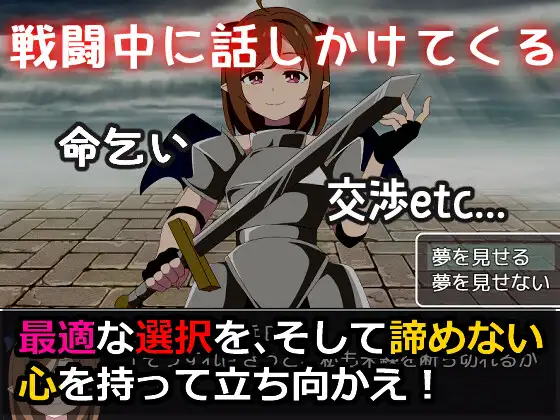 戦闘中に話しかけてくる
命乞い
交渉etc...
夢を見せる
夢を見せない
最適な選択を、そして諦めない
心を持って立ち向かえ!